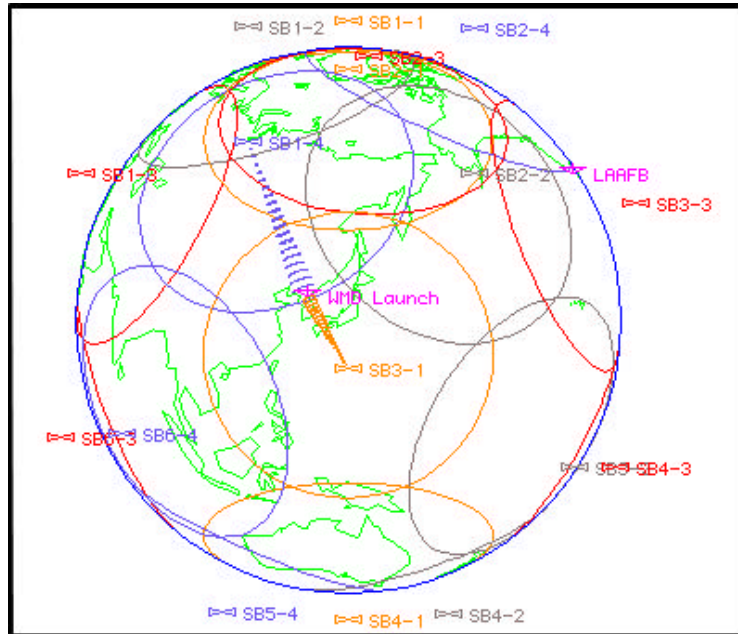 SB1-2
SB1-1
SB2-4
SB2-3
SB1-4
SB1-3
SB2-2
LAAFB
SB3-3
WMD Launch
SB3-1
SB6-4
SB4-3
SB5-4
SB4-1
SB4-2